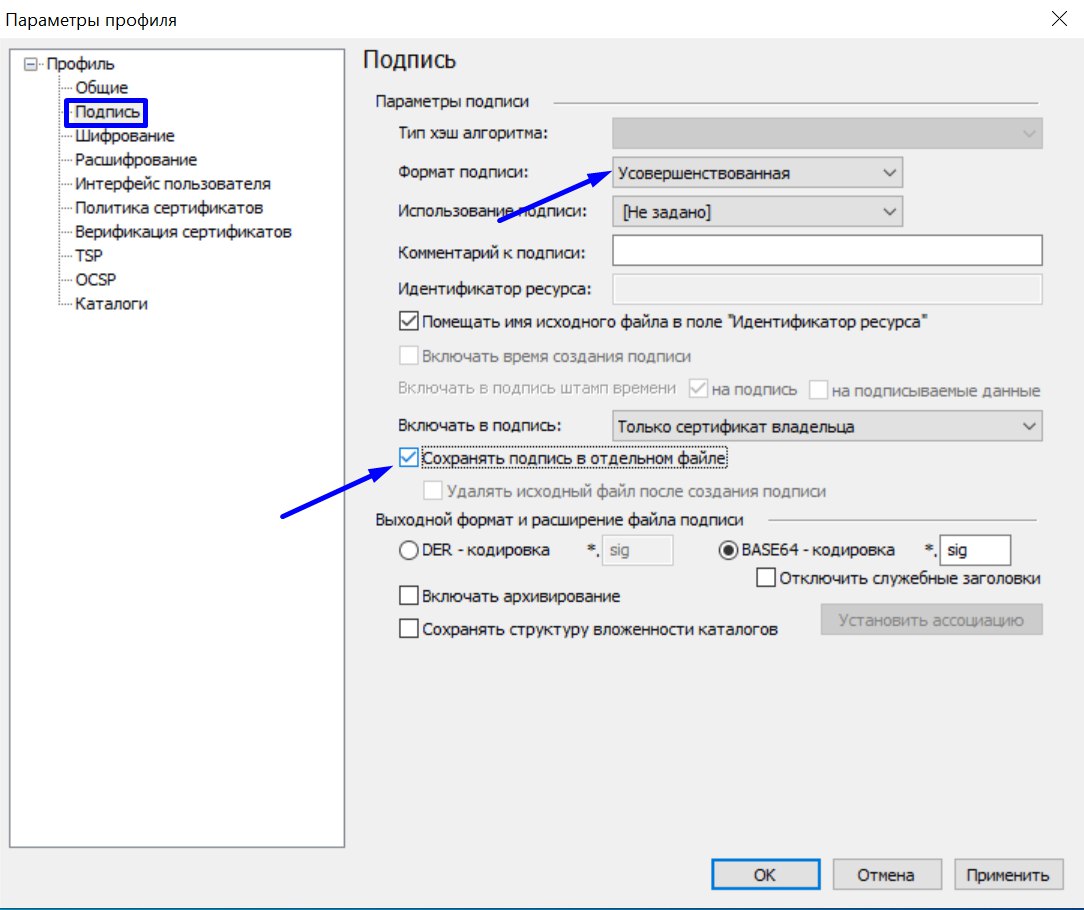 Параметры профиля
Профиль
Общие
Подпись
Шифрование
Расшифрование
Интерфейс пользователя
Политика сертификатов
Верификация сертификатов
TSP
OCSP
Каталоги
Подпись
Параметры подписи
Тип хэш алгоритма:
Формат подписи: Усовершенствованная
Использование подписи: [Не задано]
Комментарий к подписи:
Идентификатор ресурса:
Помещать имя исходного файла в поле "Идентификатор ресурса"
Включать время создания подписи
Включать в подпись штамп времени на подпись на подписываемые данные
Включать в подпись: Только сертификат владельца
Сохранять подпись в отдельном файле
Удалять исходный файл после создания подписи
Выходной формат и расширение файла подписи
DER - кодировка *. sig BASE64 - кодировка *. sig
Отключить служебные заголовки
Включать архивирование
Установить ассоциацию
Сохранять структуру вложенности каталогов
OK Отмена Применить